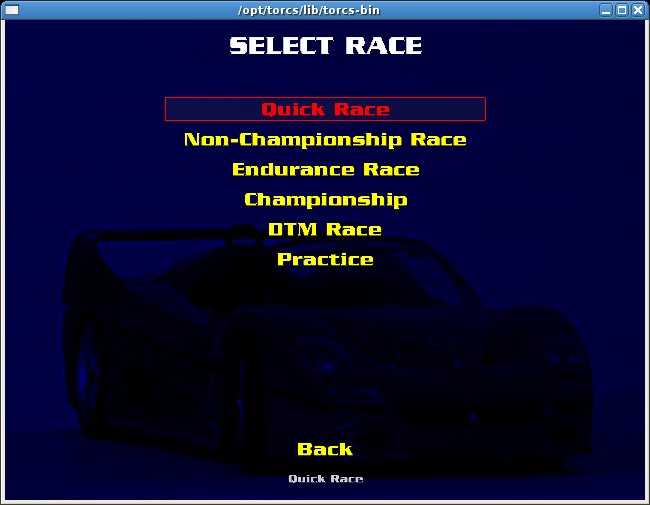 /opt/torcs/lib/torcs-bin
SELECT RACE
Quick Race
Non-Championship Race
Endurance Race
Championship
DTM Race
Practice
Back
Quick Race